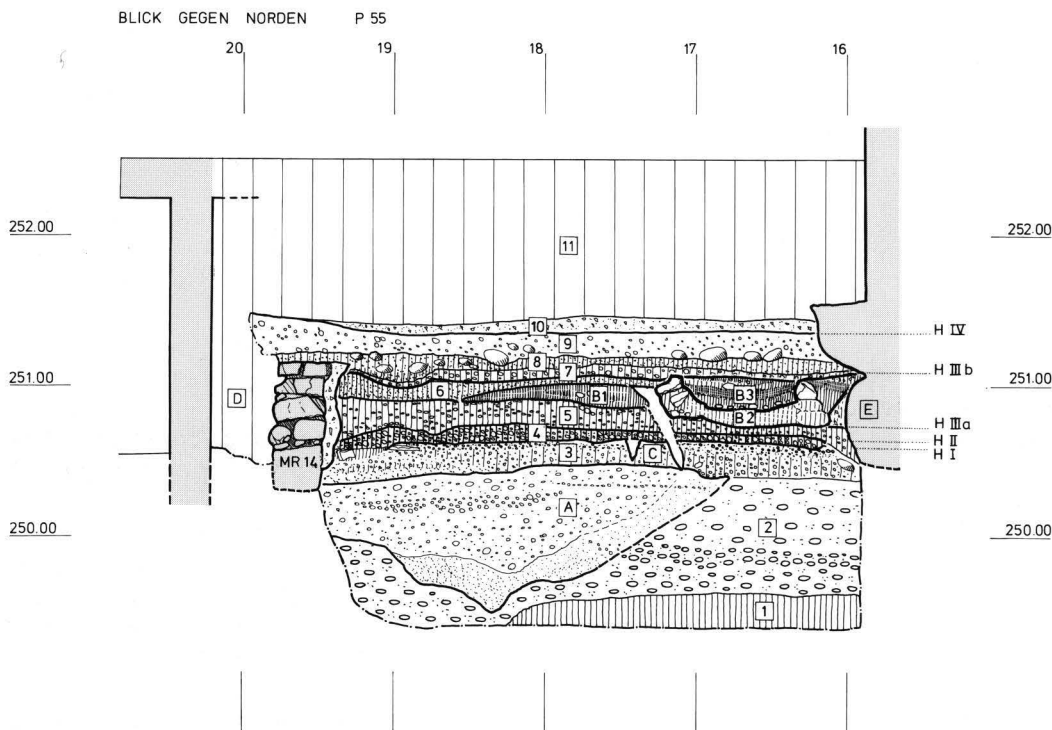 BLICK GEGEN NORDEN P 55
20 19 18 17 16
252.00 252.00
11
10
H IV
9
8
H IIIb
7
251.00 251.00
6 B1 B3
D E
B2
5
H IIIa
4
H II
3 C
H I
MR 14
A
2
250.00 250.00
1